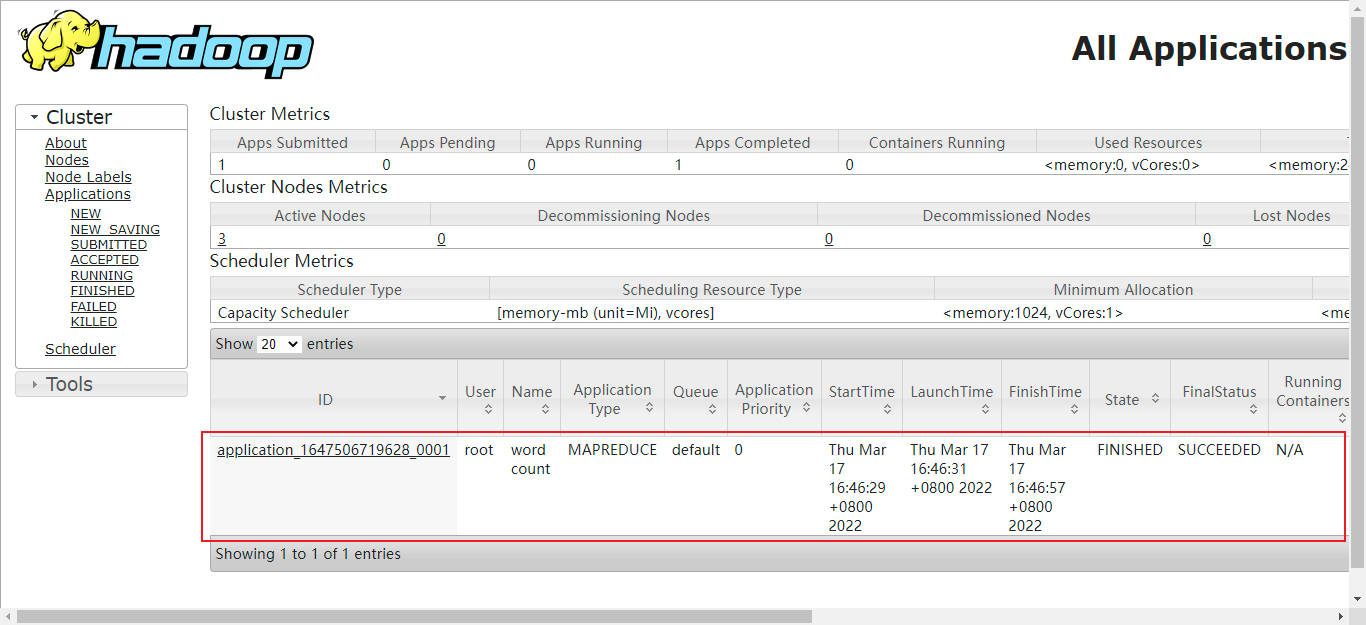 hadoop
All Applications
Cluster
About
Nodes
Node Labels
Applications
NEW
NEW_SAVING
SUBMITTED
ACCEPTED
RUNNING
FINISHED
FAILED
KILLED
Scheduler
Tools
Cluster Metrics
Apps Submitted Apps Pending Apps Running Apps Completed Containers Running Used Resources
1 0 0 1 0 <memory:0, vCores:0> <memory:2
Cluster Nodes Metrics
Active Nodes Decommissioning Nodes Decommissioned Nodes Lost Nodes
3 0 0 0
Scheduler Metrics
Scheduler Type Scheduling Resource Type Minimum Allocation
Capacity Scheduler [memory-mb (unit=Mi), vcores] <memory:1024, vCores:1> <me
Show 20 entries
ID User Name Application Type Queue Application Priority StartTime LaunchTime FinishTime State FinalStatus Running Containers
application_1647506719628_0001 root word count MAPREDUCE default 0 Thu Mar 17 16:46:29 +0800 2022 Thu Mar 17 16:46:31 +0800 2022 Thu Mar 17 16:46:57 +0800 2022 FINISHED SUCCEEDED N/A
Showing 1 to 1 of 1 entries